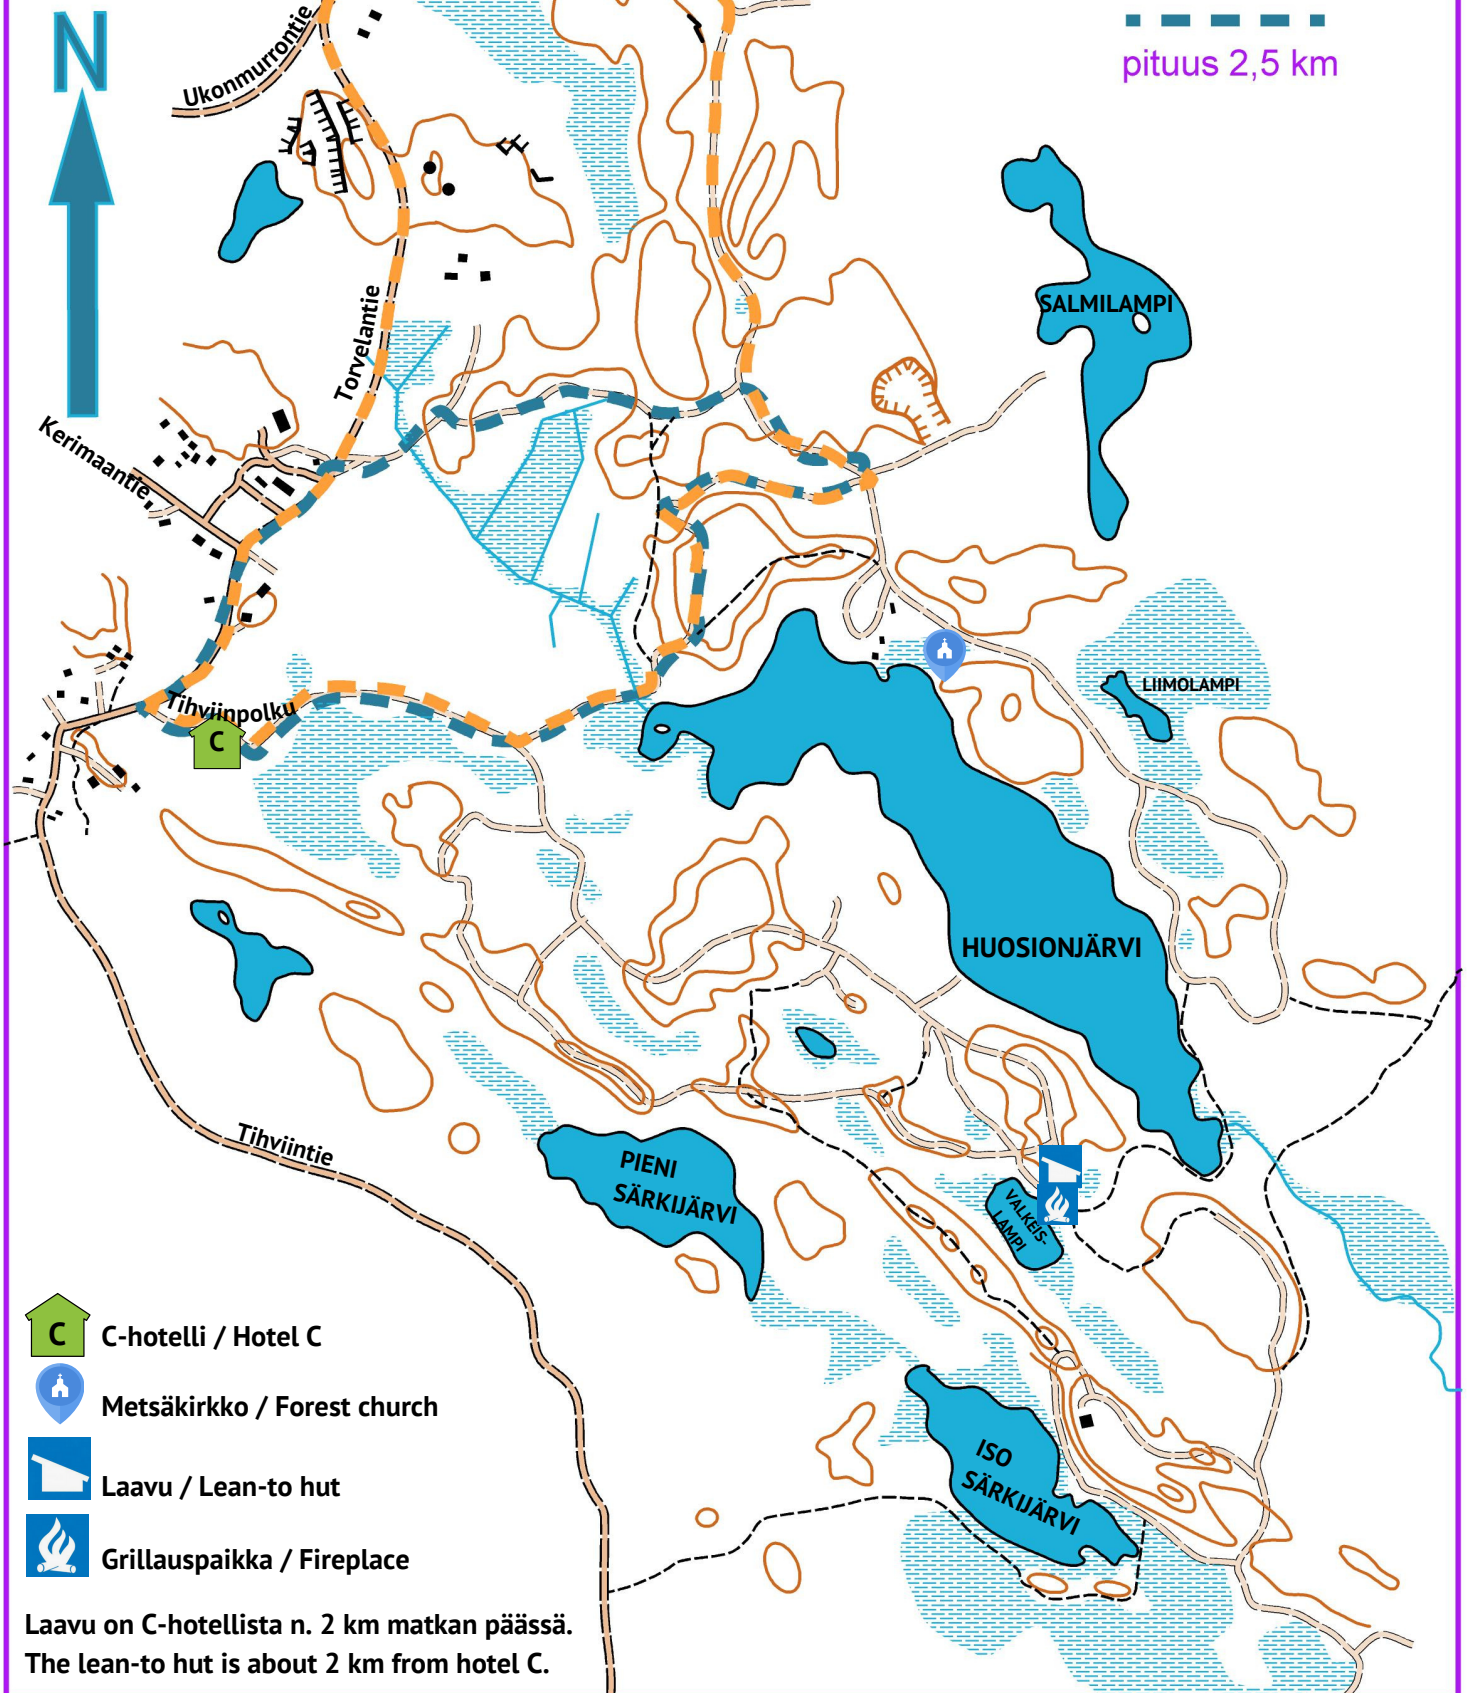 N
pituus 2,5 km
Ukonmurrontie
SALMILAMPI
Torvelantie
Kerimaantie
LIIMOLAMPI
Tihviinpolku
C
HUOSIONJÄRVI
Tihviintie
PIENI
SÄRKIJÄRVI
VALKEIS-
LAMPI
C
C-hotelli / Hotel C
Metsäkirkko / Forest church
ISO
SÄRKIJÄRVI
Laavu / Lean-to hut
Grillauspaikka / Fireplace
Laavu on C-hotellista n. 2 km matkan päässä.
The lean-to hut is about 2 km from hotel C.